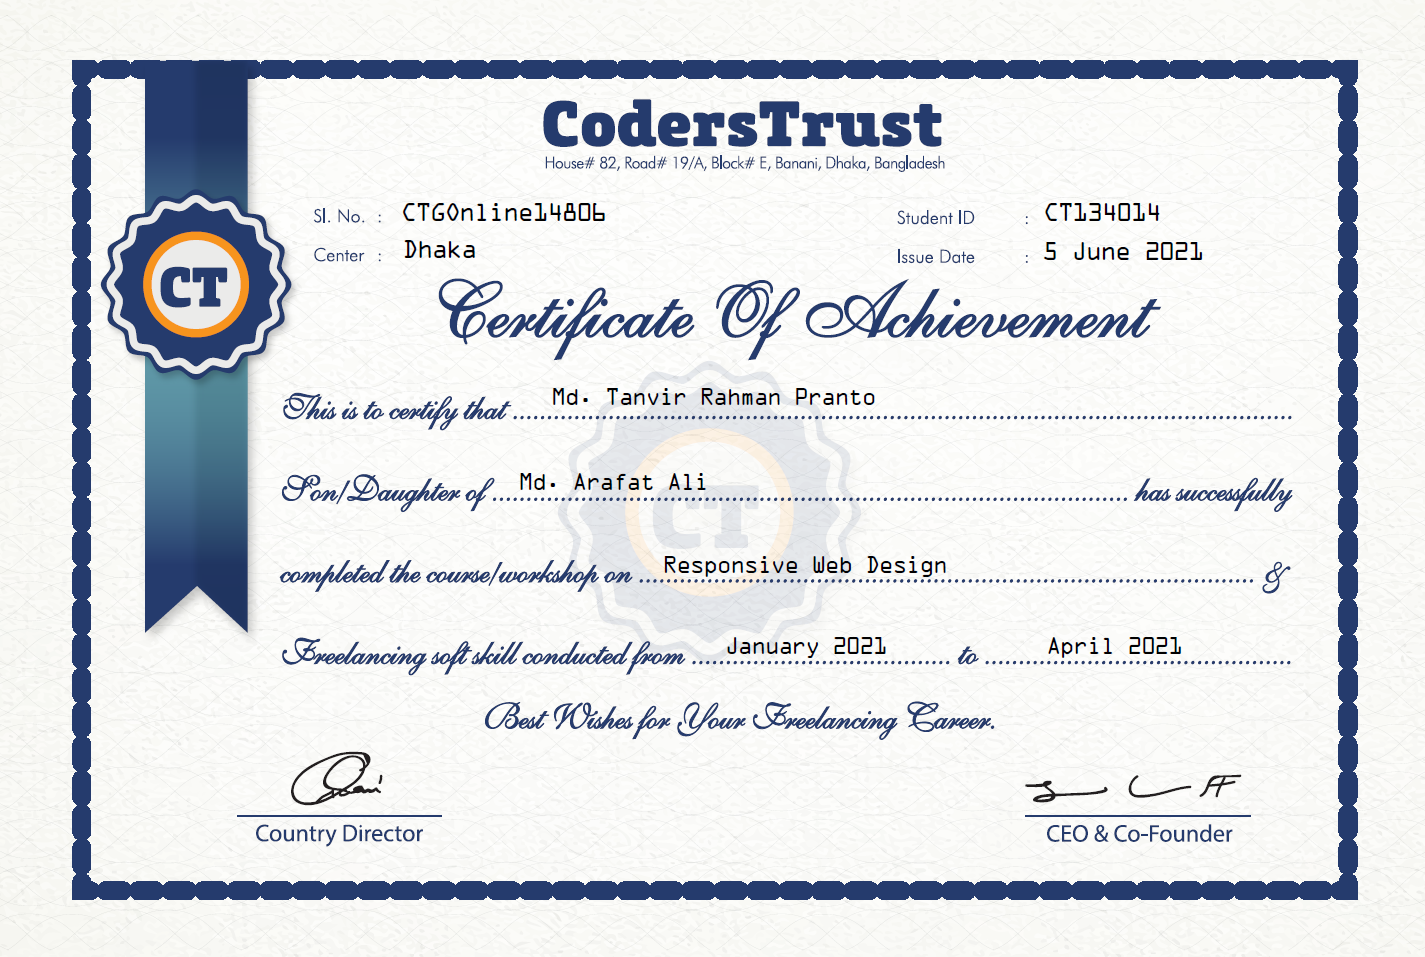 CodersTrust
House# 82, Road# 19/A, Block# E, Banani, Dhaka, Bangladesh
Sl. No. : CTGOnline14806 Student ID : CT134014
Center : Dhaka Issue Date : 5 June 2021
CT
Certificate Of Achievement
This is to certify that Md. Tanvir Rahman Pranto
Son/Daughter of Md. Arafat Ali has successfully
CT
completed the course/workshop on Responsive Web Design &
Freelancing soft skill conducted from January 2021 to April 2021
Best Wishes for Your Freelancing Career.
Country Director CEO & Co-Founder